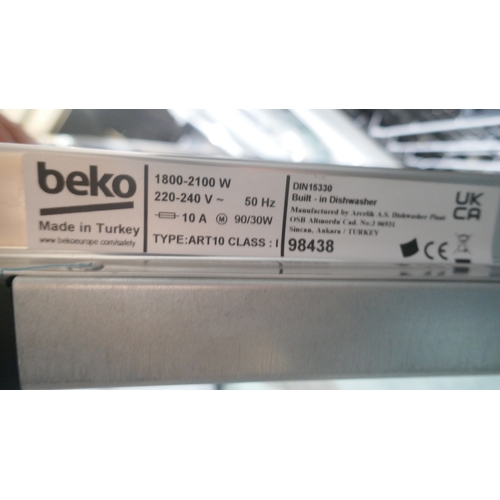 beko
Made in Turkey
www.bekoeurope.com/safety
1800-2100 W
220-240 V ~ 50 Hz
10 A M 90/30W
TYPE:ART10 CLASS : I
DIN15330
Built - in Dishwasher
Manufactured by Arcelik A.S. Dishwasher Plant
OSB Altınorda Cad. No.3 06931
Sincan, Ankara / TURKEY
98438
UK
CA
CE